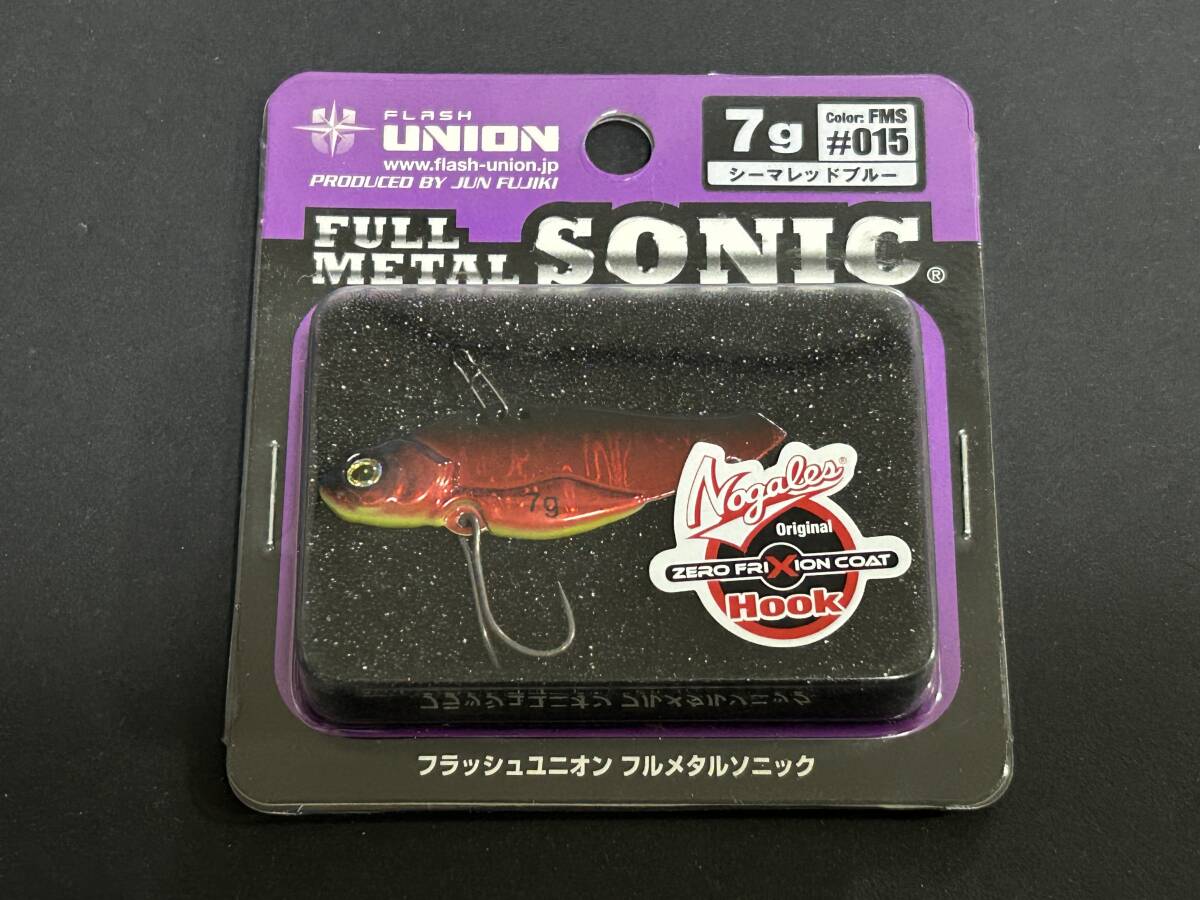 FLASH
UNION
www.flash-union.jp
PRODUCED BY JUN FUJIKI
7g
Color: FMS
#015
シーマレッドブルー
FULL
METAL
SONIC®
7g
Nogales®
Original
ZERO FRIXION COAT
Hook
フラッシュユニオン フルメタルソニック